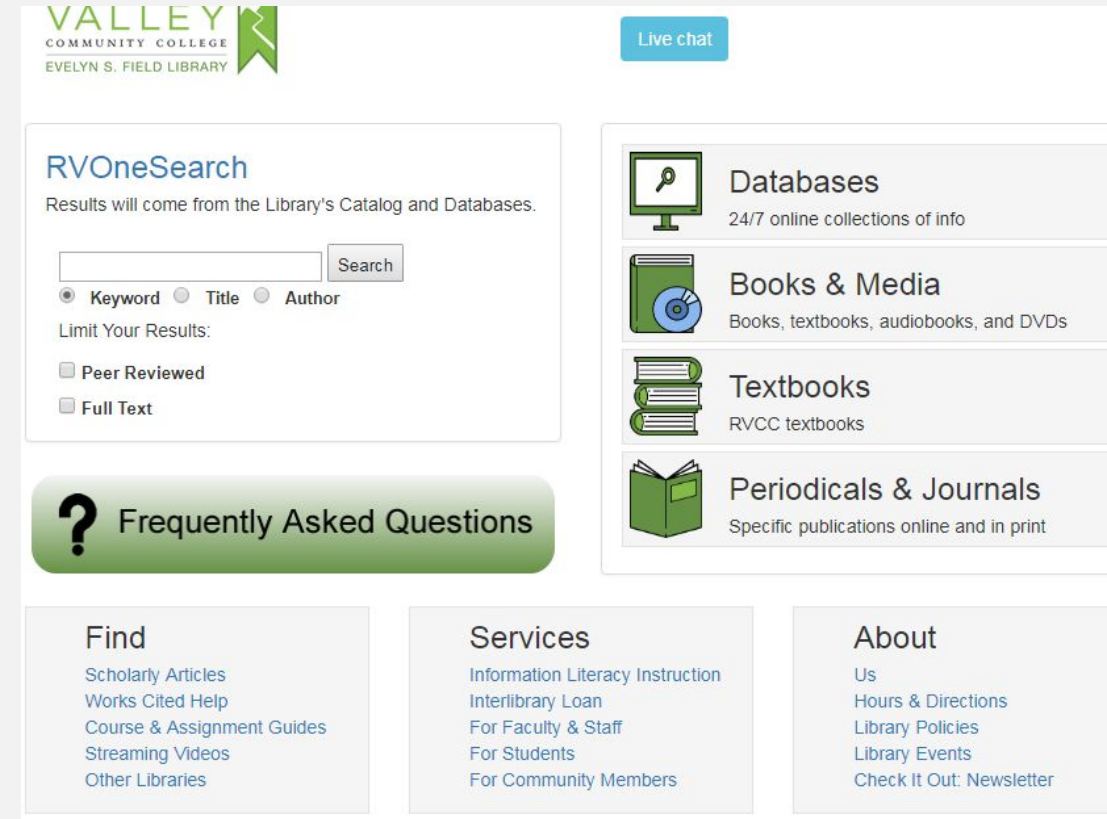 VALLEY
COMMUNITY COLLEGE
EVELYN S. FIELD LIBRARY
Live chat
RVOneSearch
Results will come from the Library's Catalog and Databases.
Search
Keyword Title Author
Limit Your Results:
Peer Reviewed
Full Text
? Frequently Asked Questions
Databases
24/7 online collections of info
Books & Media
Books, textbooks, audiobooks, and DVDs
Textbooks
RVCC textbooks
Periodicals & Journals
Specific publications online and in print
Find
Scholarly Articles
Works Cited Help
Course & Assignment Guides
Streaming Videos
Other Libraries
Services
Information Literacy Instruction
Interlibrary Loan
For Faculty & Staff
For Students
For Community Members
About
Us
Hours & Directions
Library Policies
Library Events
Check It Out: Newsletter